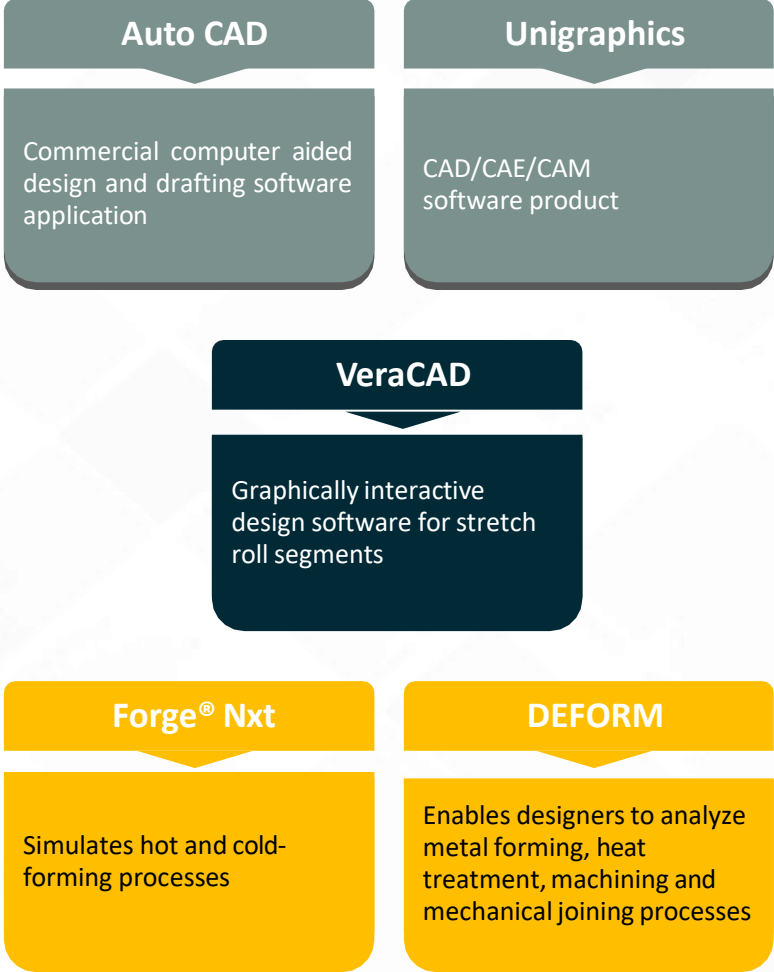 Auto CAD
Commercial computer aided
design and drafting software
application
Unigraphics
CAD/CAE/CAM
software product
VeraCAD
Graphically interactive
design software for stretch
roll segments
Forge® Nxt
Simulates hot and cold-
forming processes
DEFORM
Enables designers to analyze
metal forming, heat
treatment, machining and
mechanical joining processes